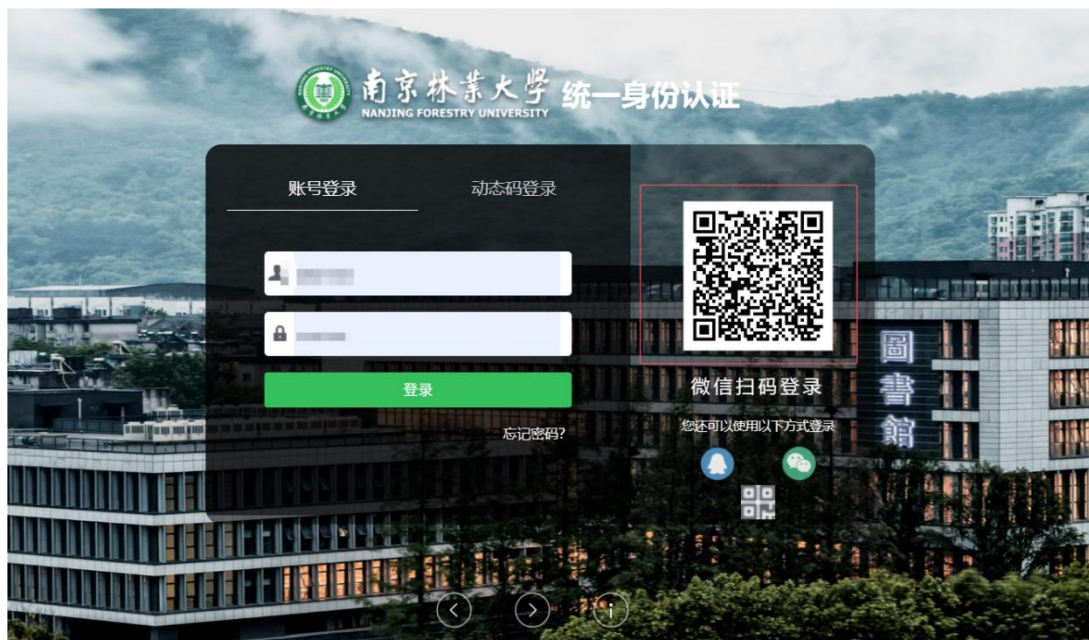 南京林業大學 统一身份认证
NANJING FORESTRY UNIVERSITY
账号登录
动态码登录
登录
忘记密码?
微信扫码登录
您还可以使用以下方式登录
圖書館